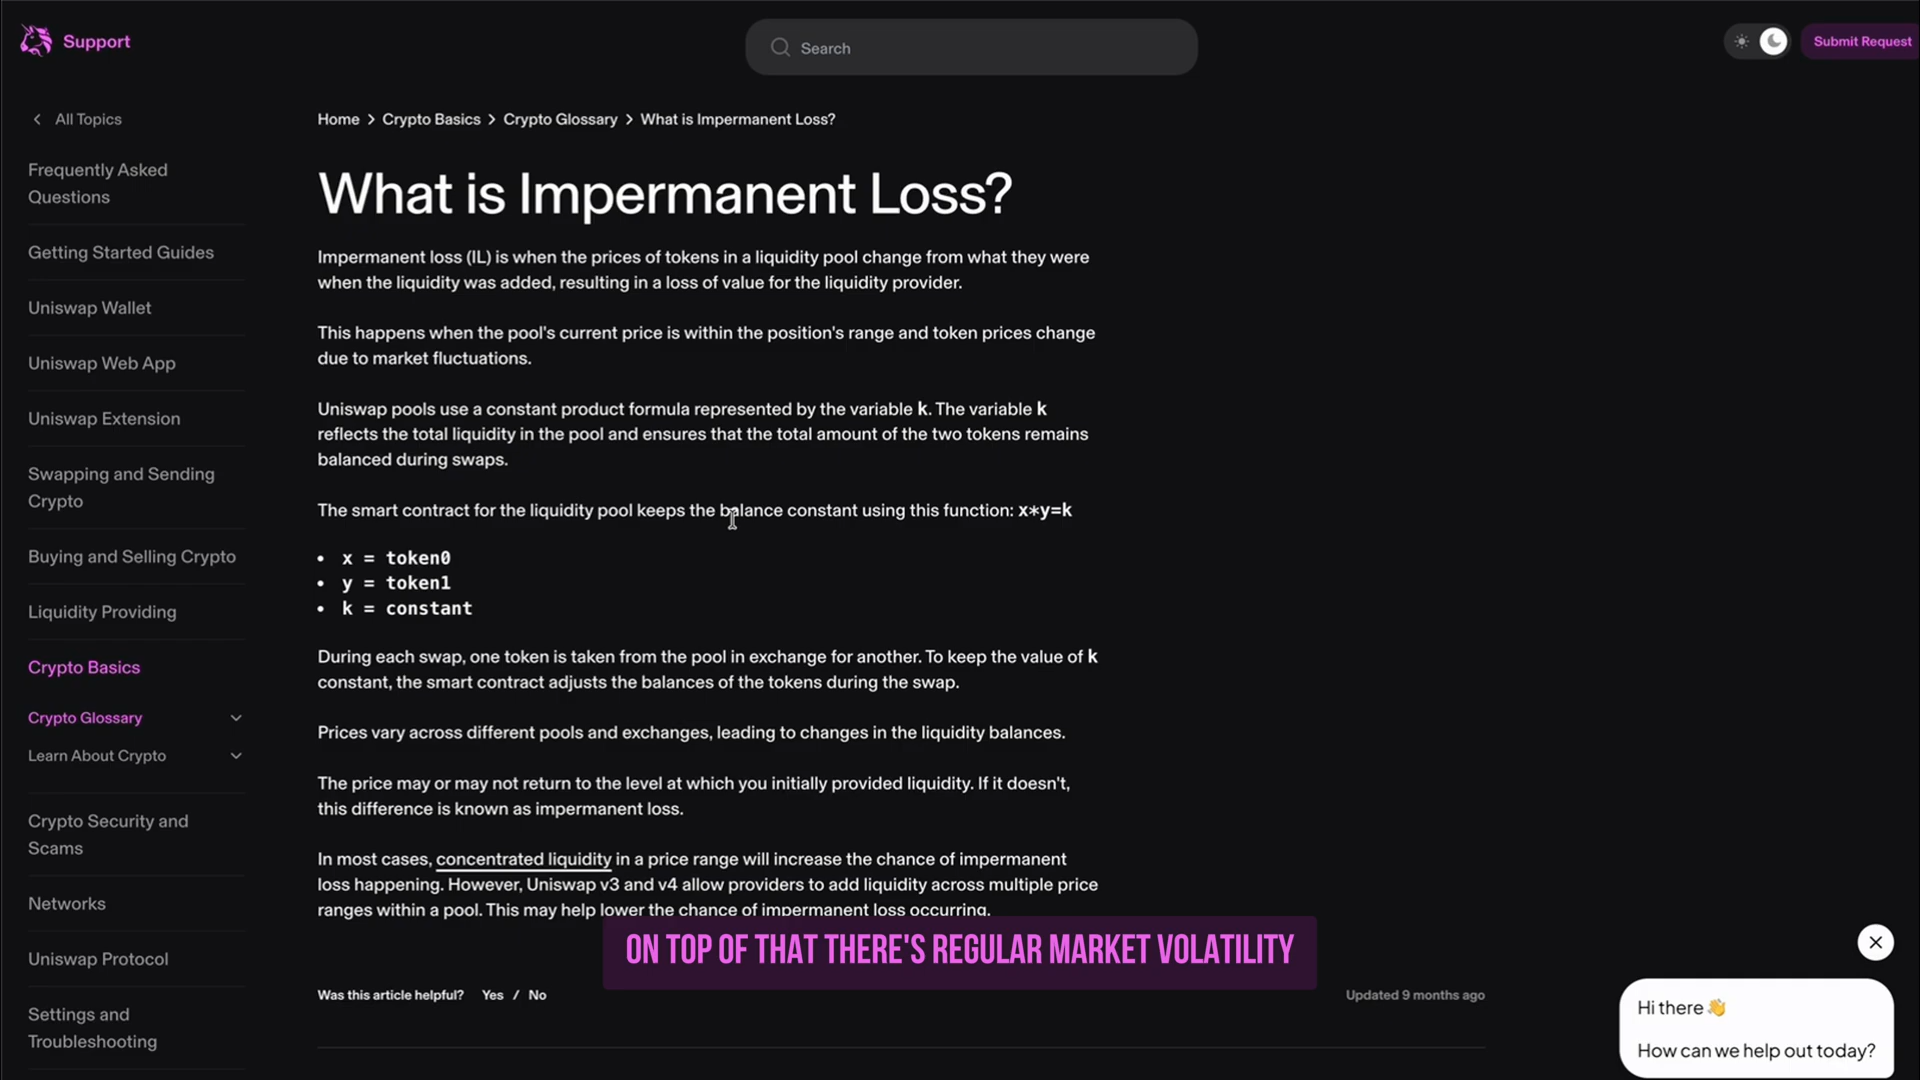 Support
Search
Submit Request
All Topics
Frequently Asked
Questions
Getting Started Guides
Uniswap Wallet
Uniswap Web App
Uniswap Extension
Swapping and Sending
Crypto
Buying and Selling Crypto
Liquidity Providing
Crypto Basics
Crypto Glossary
Learn About Crypto
Crypto Security and
Scams
Networks
Uniswap Protocol
Settings and
Troubleshooting
Home > Crypto Basics > Crypto Glossary > What is Impermanent Loss?
What is Impermanent Loss?
Impermanent loss (IL) is when the prices of tokens in a liquidity pool change from what they were
when the liquidity was added, resulting in a loss of value for the liquidity provider.
This happens when the pool's current price is within the position's range and token prices change
due to market fluctuations.
Uniswap pools use a constant product formula represented by the variable k. The variable k
reflects the total liquidity in the pool and ensures that the total amount of the two tokens remains
balanced during swaps.
The smart contract for the liquidity pool keeps the balance constant using this function: x*y=k
• x = token0
• y = token1
• k = constant
During each swap, one token is taken from the pool in exchange for another. To keep the value of k
constant, the smart contract adjusts the balances of the tokens during the swap.
Prices vary across different pools and exchanges, leading to changes in the liquidity balances.
The price may or may not return to the level at which you initially provided liquidity. If it doesn't,
this difference is known as impermanent loss.
In most cases, concentrated liquidity in a price range will increase the chance of impermanent
loss happening. However, Uniswap v3 and v4 allow providers to add liquidity across multiple price
ranges within a pool. This may help lower the chance of impermanent loss occurring.
ON TOP OF THAT THERE'S REGULAR MARKET VOLATILITY
Was this article helpful? Yes / No
Updated 9 months ago
Hi there 👋
How can we help out today?